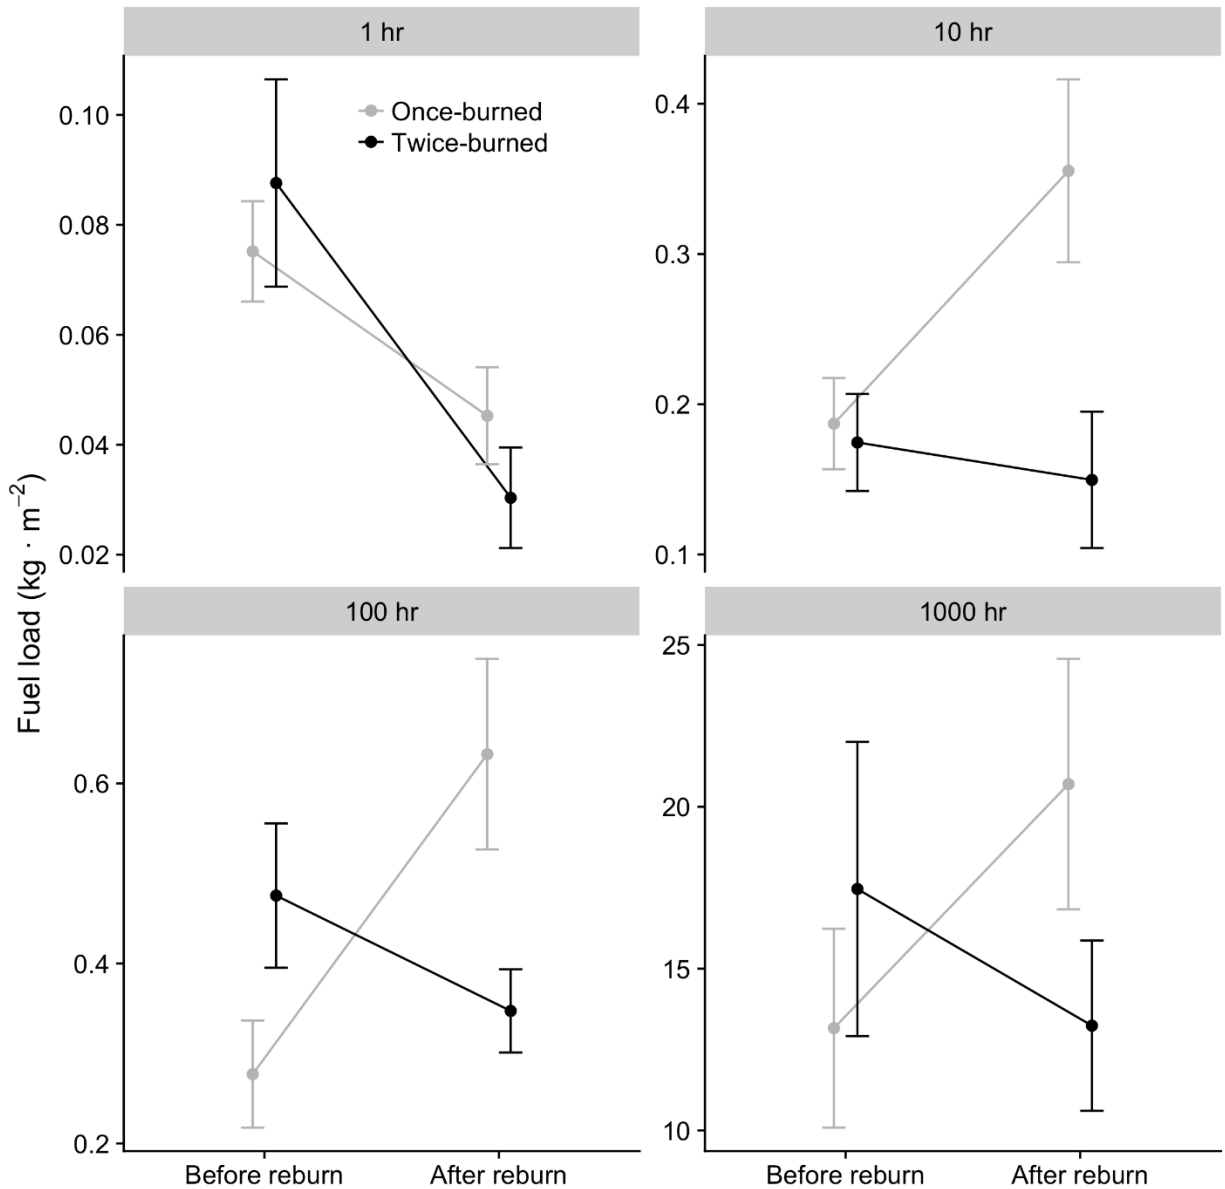 1 hr
10 hr
Once-burned
Twice-burned
0.10
0.08
0.06
0.04
0.02
0.4
0.3
0.2
0.1
Fuel load (kg · m⁻²)
100 hr
1000 hr
0.6
0.4
0.2
25
20
15
10
Before reburn After reburn
Before reburn After reburn